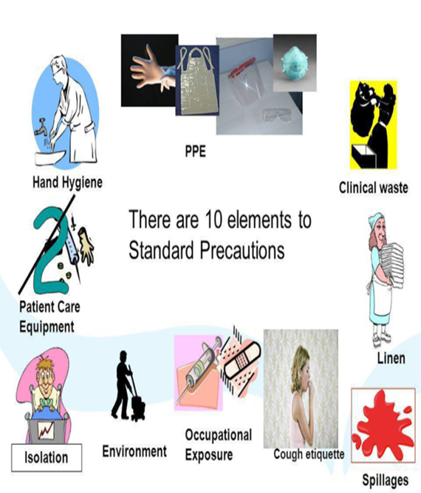 PPE
Hand Hygiene
Clinical waste
There are 10 elements to
Standard Precautions
Patient Care
Equipment
Linen
Isolation
Environment
Occupational
Exposure
Cough etiquette
Spillages